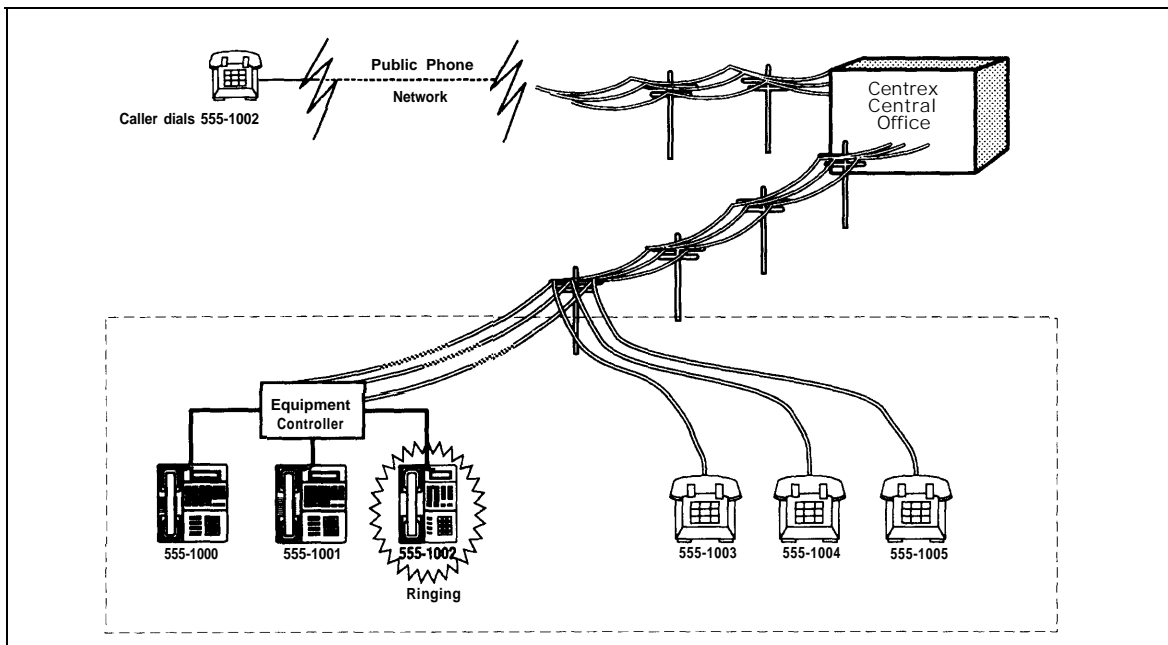 Public Phone
Network
Caller dials 555-1002
Centrex
Central
Office
Equipment
Controller
555-1000
555-1001
555-1002
Ringing
555-1003
555-1004
555-1005